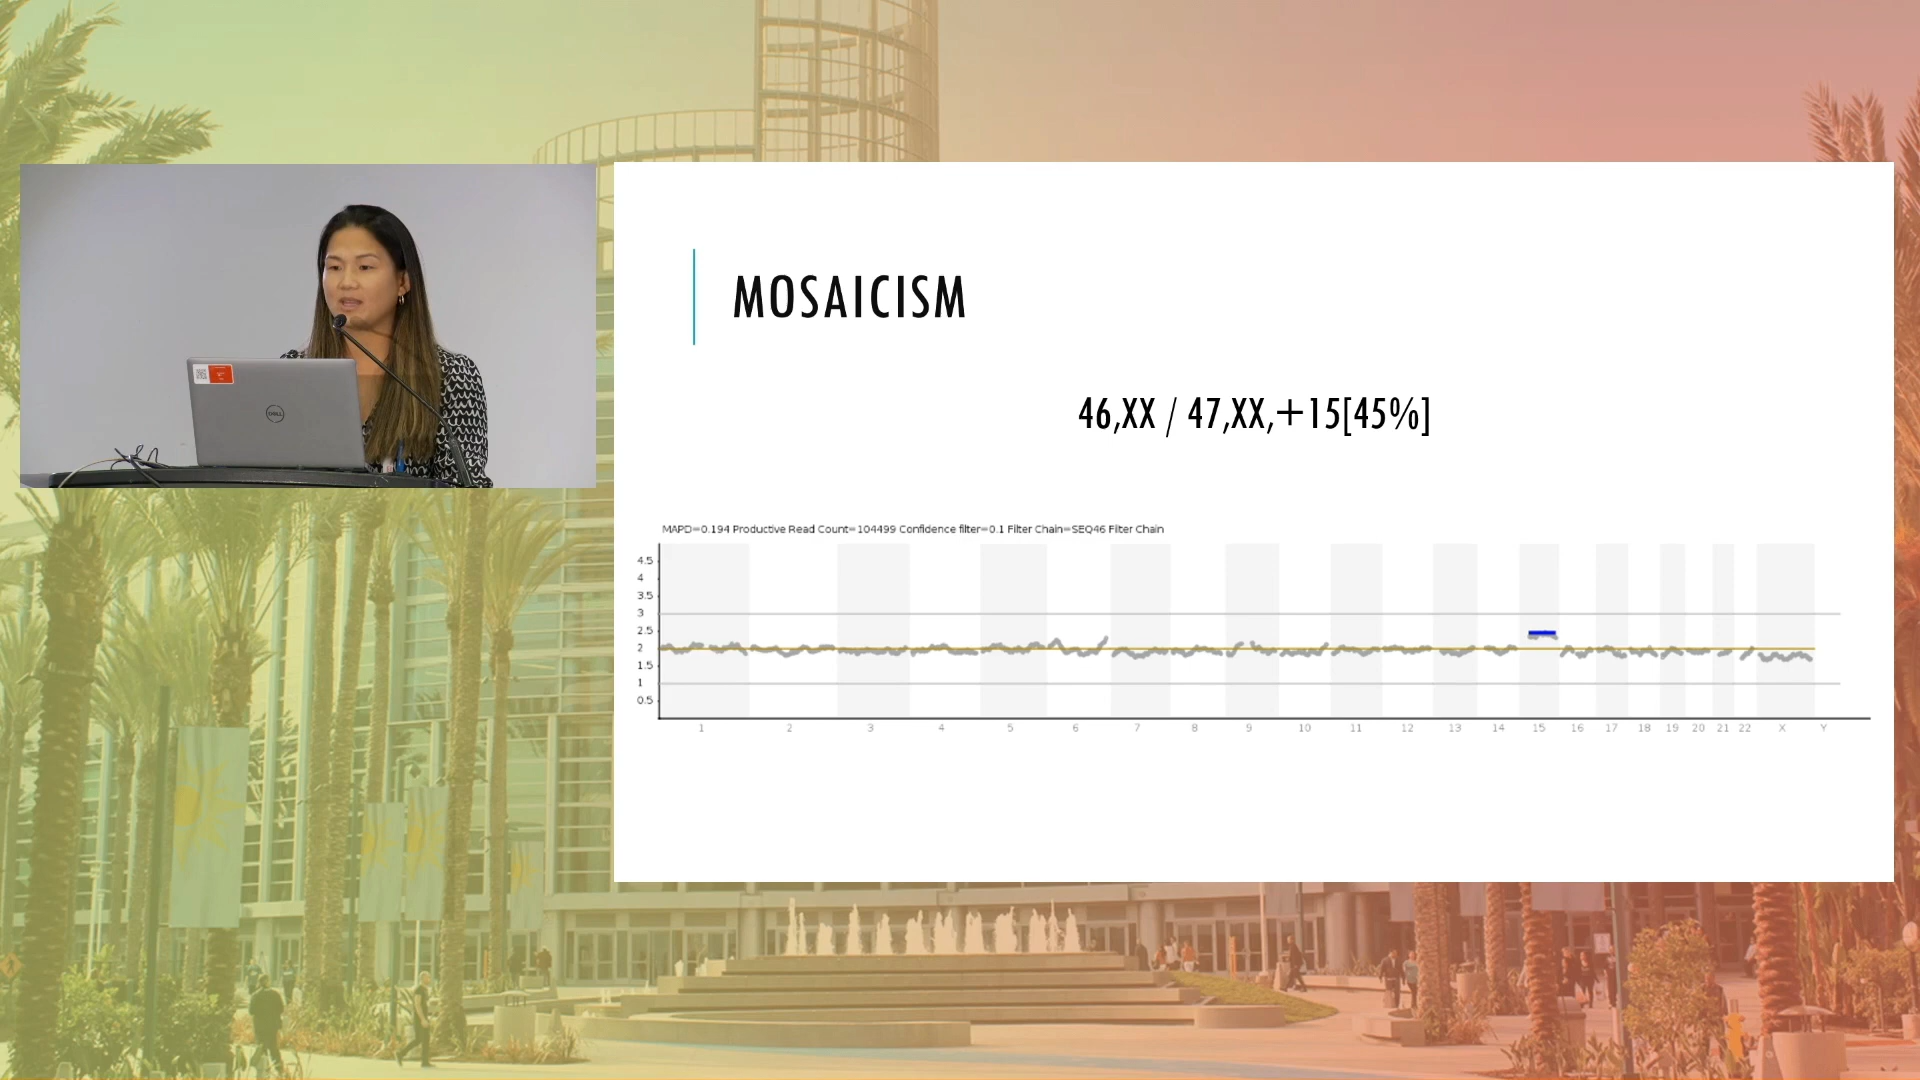 MOSAICISM
46,XX / 47,XX,+15[45%]
MAPD=0.194 Productive Read Count=104499 Confidence filter=0.1 Filter Chain=SEQ46 Filter Chain
4.5
4
3.5
3
2.5
2
1.5
1
0.5
1 2 3 4 5 6 7 8 9 10 11 12 13 14 15 16 17 18 19 20 21 22 X Y
DELL